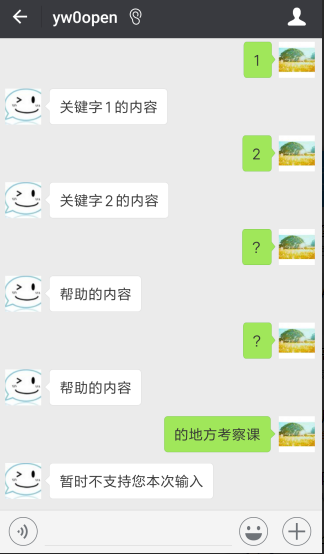 yw0open
1
关键字1的内容
2
关键字2的内容
?
帮助的内容
?
帮助的内容
的地方考察课
暂时不支持您本次输入